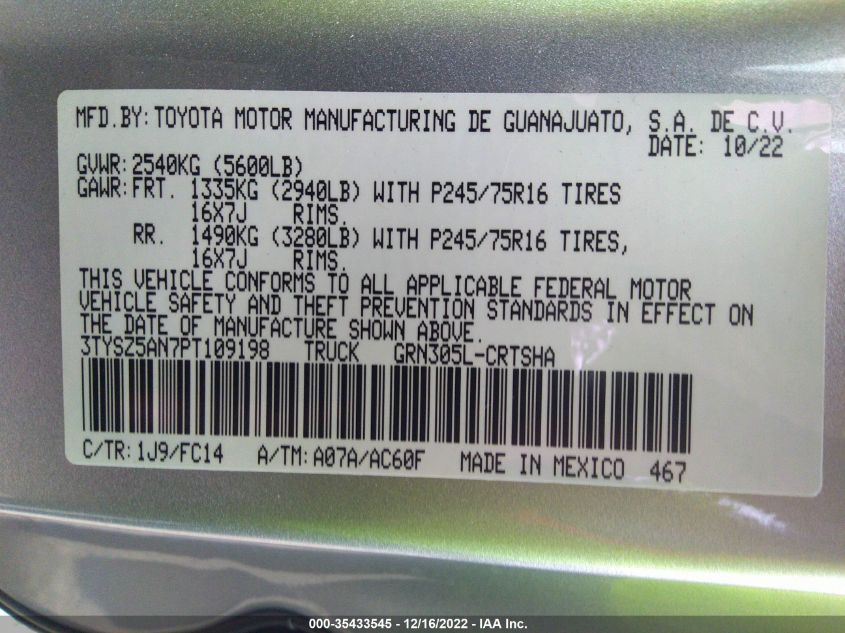 MFD.BY: TOYOTA MOTOR MANUFACTURING DE GUANAJUATO, S.A. DE C.V.
DATE: 10/22
GVWR: 2540KG (5600LB)
GAWR: FRT. 1335KG (2940LB) WITH P245/75R16 TIRES
16X7J RIMS.
RR. 1490KG (3280LB) WITH P245/75R16 TIRES,
16X7J RIMS.
THIS VEHICLE CONFORMS TO ALL APPLICABLE FEDERAL MOTOR
VEHICLE SAFETY AND THEFT PREVENTION STANDARDS IN EFFECT ON
THE DATE OF MANUFACTURE SHOWN ABOVE.
3TYSZ5AN7PT109198 TRUCK GRN305L-CRTSHA
C/TR: 1J9/FC14 A/TM: A07A/AC60F MADE IN MEXICO 467
000-35433545 - 12/16/2022 - IAA Inc.